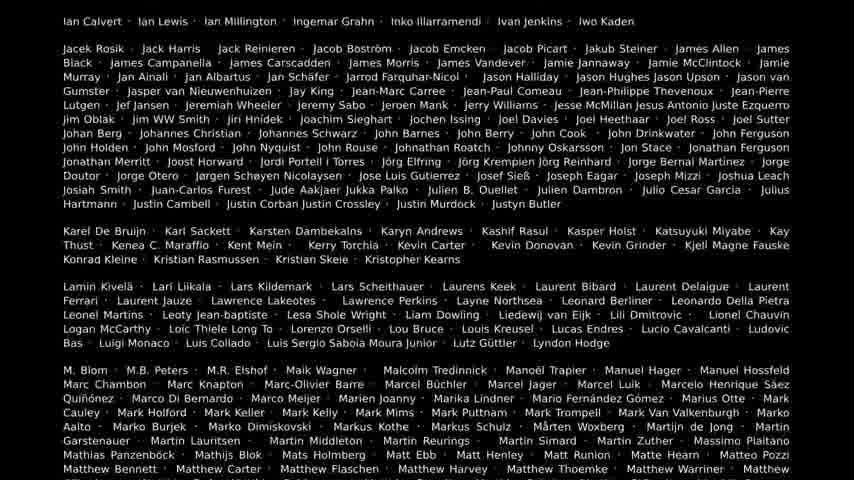 Ian Calvert · Ian Lewis · Ian Millington · Ingemar Grahn · Inko Illarramendi · Ivan Jenkins · Iwo Kaden
Jacek Rosik · Jack Harris Jack Reinieren · Jacob Boström · Jacob Emcken · Jacob Picart · Jakub Steiner · James Allen · James
Black · James Campanella · James Carscadden · James Morris · James Vandever · Jamie Jannaway · Jamie McClintock · Jamie
Murray · Jan Ainali · Jan Albartus · Jan Schäfer · Jarrod Farquhar-Nicol · Jason Halliday · Jason Hughes Jason Upson · Jason van
Gumster · Jasper van Nieuwenhuizen · Jay King · Jean-Marc Carree · Jean-Paul Comeau · Jean-Philippe Thevenoux · Jean-Pierre
Lutgen · Jef Jansen · Jeremiah Wheeler · Jeremy Sabo · Jeroen Mank · Jerry Williams · Jesse McMillan Jesus Antonio Juste Ezquerro
Jim Oblak · Jim WW Smith · Jiri Hnídek · Joachim Sieghart · Jochen Issing · Joel Davies · Joel Heethaar · Joel Ross · Joel Sutter
Johan Berg · Johannes Christian · Johannes Schwarz · John Barnes · John Berry · John Cook · John Drinkwater · John Ferguson
John Holden · John Mosford · John Nyquist · John Rouse · Johnathan Roatch · Johnny Oskarsson · Jon Stace · Jonathan Ferguson
Jonathan Merritt · Joost Horward · Jordi Portell i Torres · Jörg Elfring · Jörg Krempien Jörg Reinhard · Jorge Bernal Martinez · Jorge
Doutor · Jorge Otero · Jørgen Schøyen Nicolaysen · Jose Luis Gutierrez · Josef Sieß · Joseph Eagar · Joseph Mizzi · Joshua Leach
Josiah Smith · Juan-Carlos Furest · Jude Aakjaer Jukka Palko · Julien B. Ouellet · Julien Dambron · Julio Cesar Garcia · Julius
Hartmann · Justin Cambell · Justin Corban Justin Crossley · Justin Murdock · Justyn Butler
Karel De Bruijn · Karl Sackett · Karsten Dambekalns · Karyn Andrews · Kashif Rasul · Kasper Holst · Katsuyuki Miyabe · Kay
Thust · Kenea C. Maraffio · Kent Mein · Kerry Torchia · Kevin Carter · Kevin Donovan · Kevin Grinder · Kjell Magne Fauske
Konrad Kleine · Kristian Rasmussen · Kristian Skeie · Kristopher Kearns
Lamin Kivelä · Lari Liikala · Lars Kildemark · Lars Scheithauer · Laurens Keek · Laurent Bibard · Laurent Delaigue · Laurent
Ferrari · Laurent Jauze · Lawrence Lakeotes · Lawrence Perkins · Layne Northsea · Leonard Berliner · Leonardo Della Pietra
Leonel Martins · Leoty Jean-baptiste · Lesa Shole Wright · Liam Dowling · Liedewij van Eijk · Lili Dmitrovic · Lionel Chauvin
Logan McCarthy · Loïc Thiele Long To · Lorenzo Orselli · Lou Bruce · Louis Kreusel · Lucas Endres · Lucio Cavalcanti · Ludovic
Bas · Luigi Monaco · Luis Collado · Luis Sergio Saboia Moura Junior · Lutz Güttler · Lyndon Hodge
M. Blom · M.B. Peters · M.R. Elshof · Maik Wagner · Malcolm Tredinnick · Manoël Trapier · Manuel Hager · Manuel Hossfeld
Marc Chambon · Marc Knapton · Marc-Olivier Barre · Marcel Büchler · Marcel Jager · Marcel Luik · Marcelo Henrique Sáez
Quiñónez · Marco Di Bernardo · Marco Meijer · Marien Joanny · Marika Lindner · Mario Fernández Gómez · Marius Otte · Mark
Cauley · Mark Holford · Mark Keller · Mark Kelly · Mark Mims · Mark Puttnam · Mark Trompell · Mark Van Valkenburgh · Marko
Aalto · Marko Burjek · Marko Dimiskovski · Markus Kothe · Markus Schulz · Mårten Woxberg · Martijn de Jong · Martin
Garstenauer · Martin Lauritsen · Martin Middleton · Martin Reurings · Martin Simard · Martin Zuther · Massimo Plaitano
Mathias Panzenböck · Mathijs Blok · Mats Holmberg · Matt Ebb · Matt Henley · Matt Runion · Matte Hearn · Matteo Pozzi
Matthew Bennett · Matthew Carter · Matthew Flaschen · Matthew Harvey · Matthew Thoemke · Matthew Warriner · Matthew